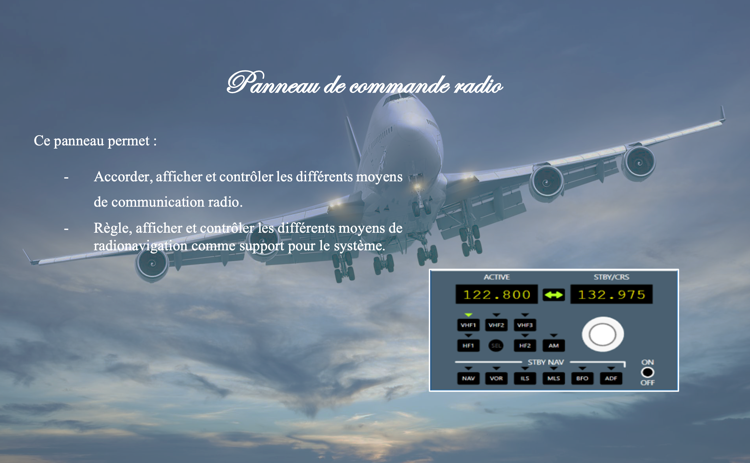 Panneau de commande radio
Ce panneau permet :
- Accorder, afficher et contrôler les différents moyens
de communication radio.
- Règle, afficher et contrôler les différents moyens de
radionavigation comme support pour le système.
ACTIVE STBY/CRS
122.800 132.975
VHF1 VHF2 VHF3
HF1 SEL HF2 AM
STBY NAV ON
NAV VOR ILS MLS BFO ADF
OFF